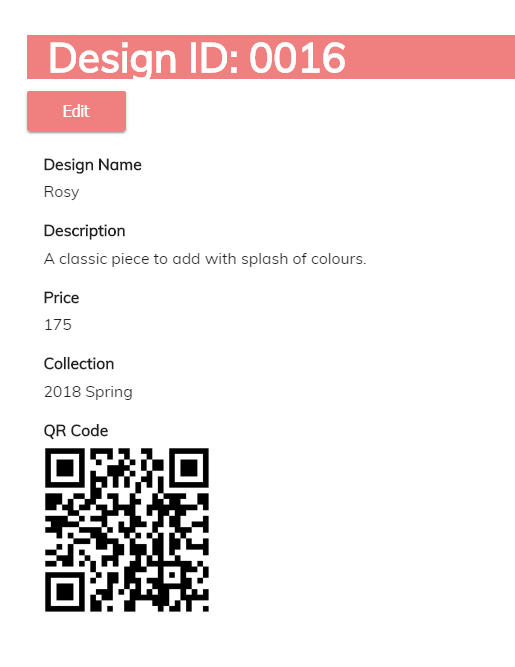 Design ID: 0016
Edit
Design Name
Rosy
Description
A classic piece to add with splash of colours.
Price
175
Collection
2018 Spring
QR Code